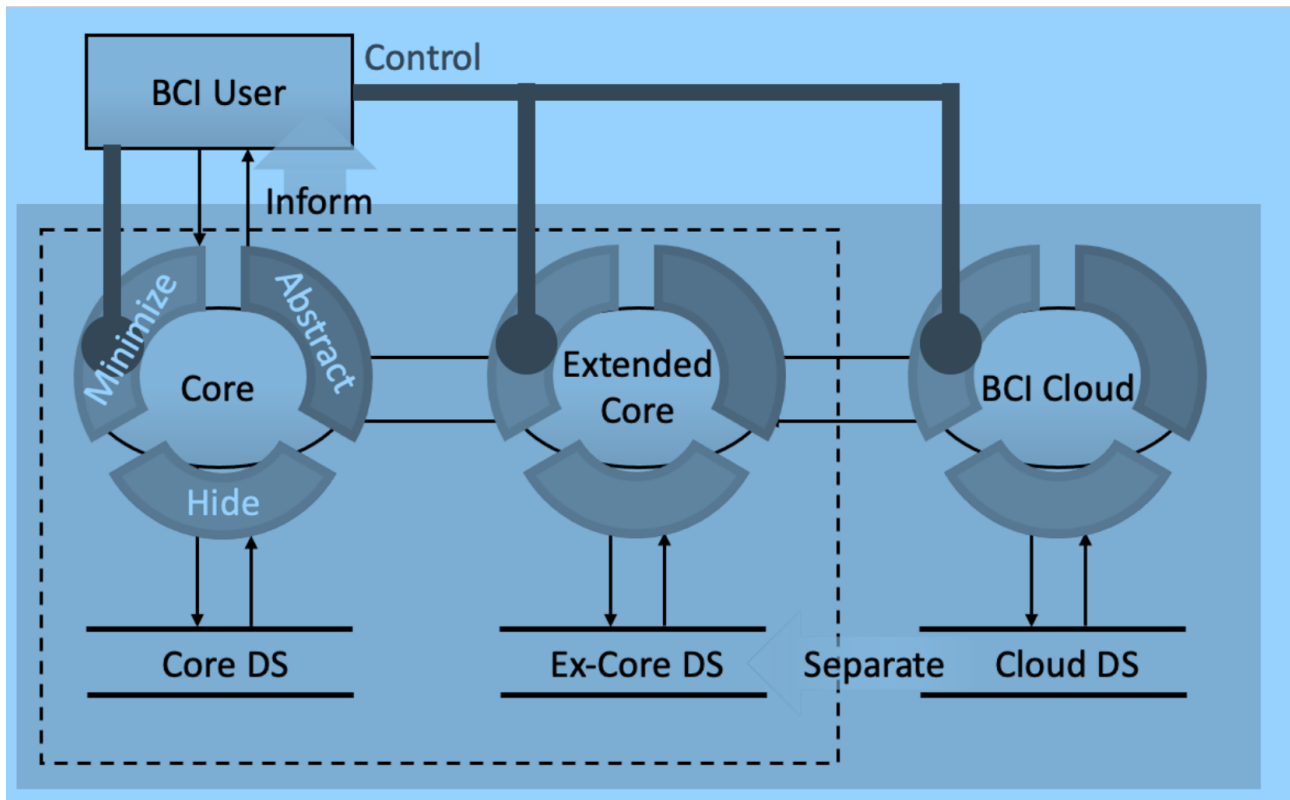 Control
BCI User
Inform
Minimize
Abstract
Core
Hide
Extended
Core
BCI Cloud
Core DS
Ex-Core DS
Separate
Cloud DS